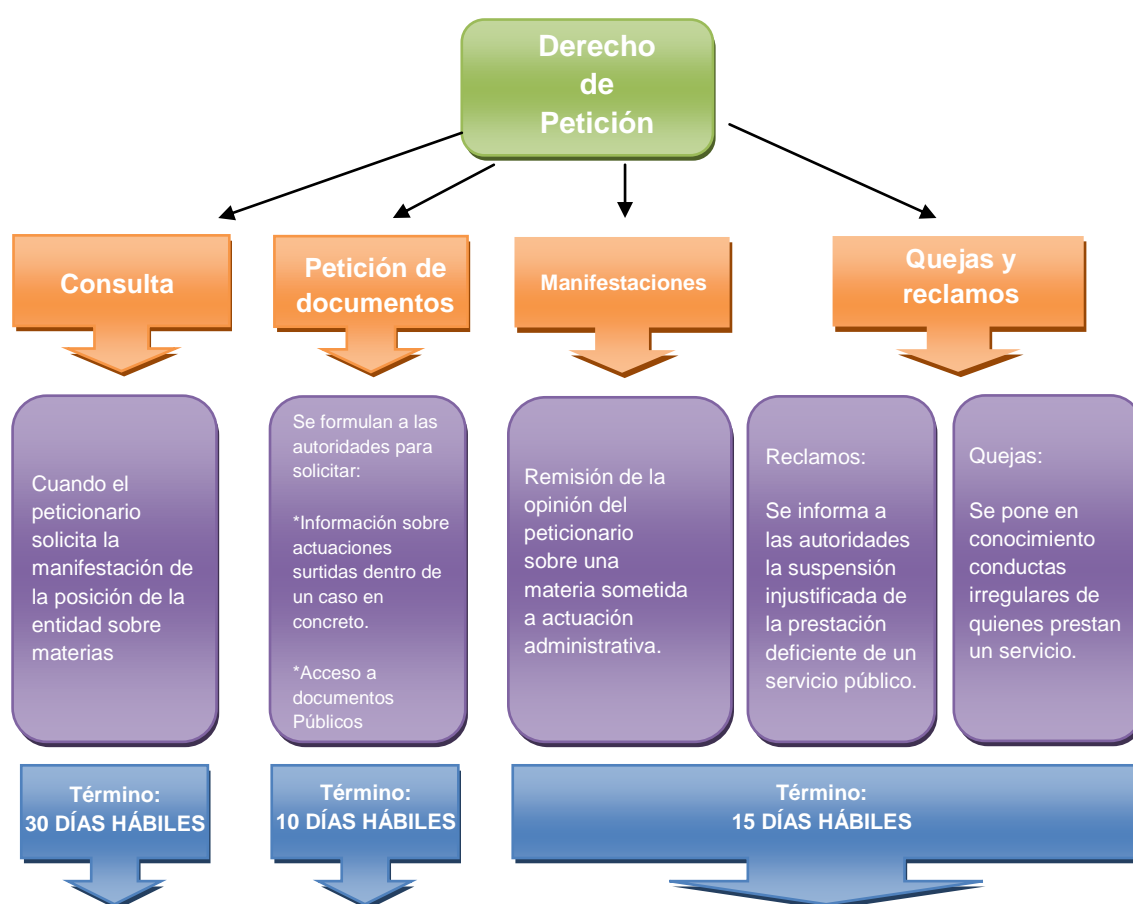 Derecho
de
Petición
Consulta
Petición de
documentos
Manifestaciones
Quejas y
reclamos
Cuando el
peticionario
solicita la
manifestación de
la posición de la
entidad sobre
materias
Se formulan a las
autoridades para
solicitar:
*Información sobre
actuaciones
surtidas dentro de
un caso en
concreto.
*Acceso a
documentos
Públicos
Remisión de la
opinión del
peticionario
sobre una
materia sometida
a actuación
administrativa.
Reclamos:
Se informa a
las autoridades
la suspensión
injustificada de
la prestación
deficiente de un
servicio público.
Quejas:
Se pone en
conocimiento
conductas
irregulares de
quienes prestan
un servicio.
Término:
30 DÍAS HÁBILES
Término:
10 DÍAS HÁBILES
Término:
15 DÍAS HÁBILES